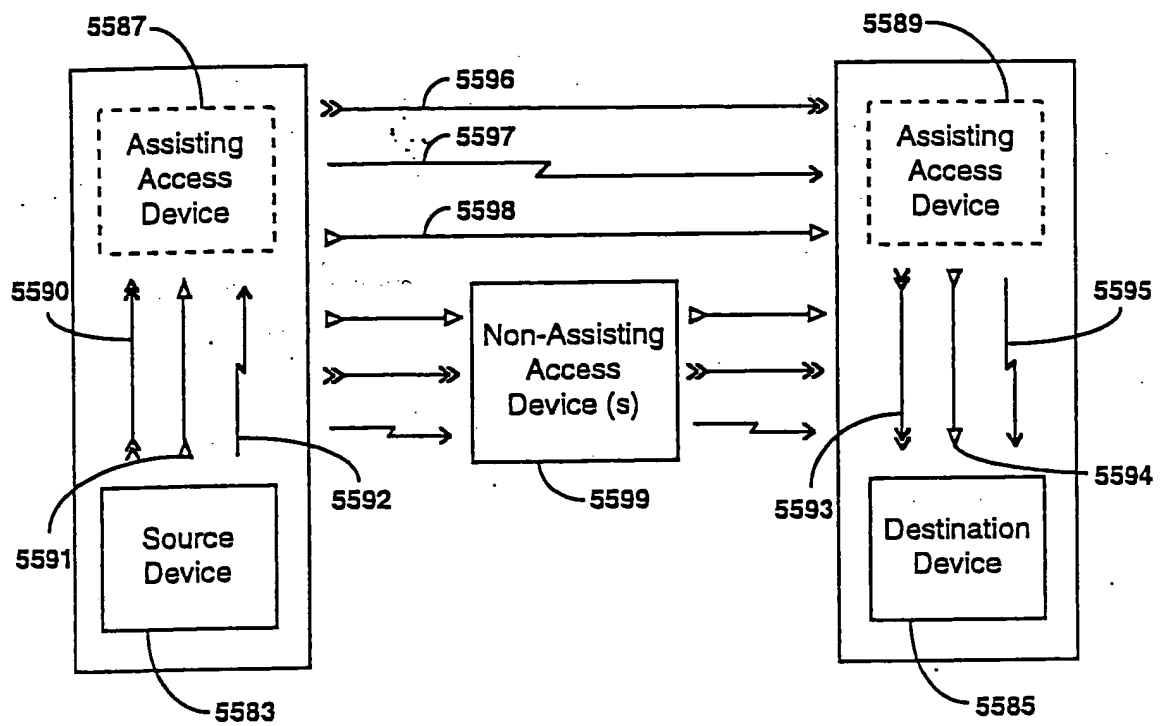 5587
5589
5596
Assisting
Access
Device
5597
Assisting
Access
Device
5598
5590
5595
Non-Assisting
Access
Device (s)
5591
5592
5599
5593
5594
Source
Device
Destination
Device
5583
5585